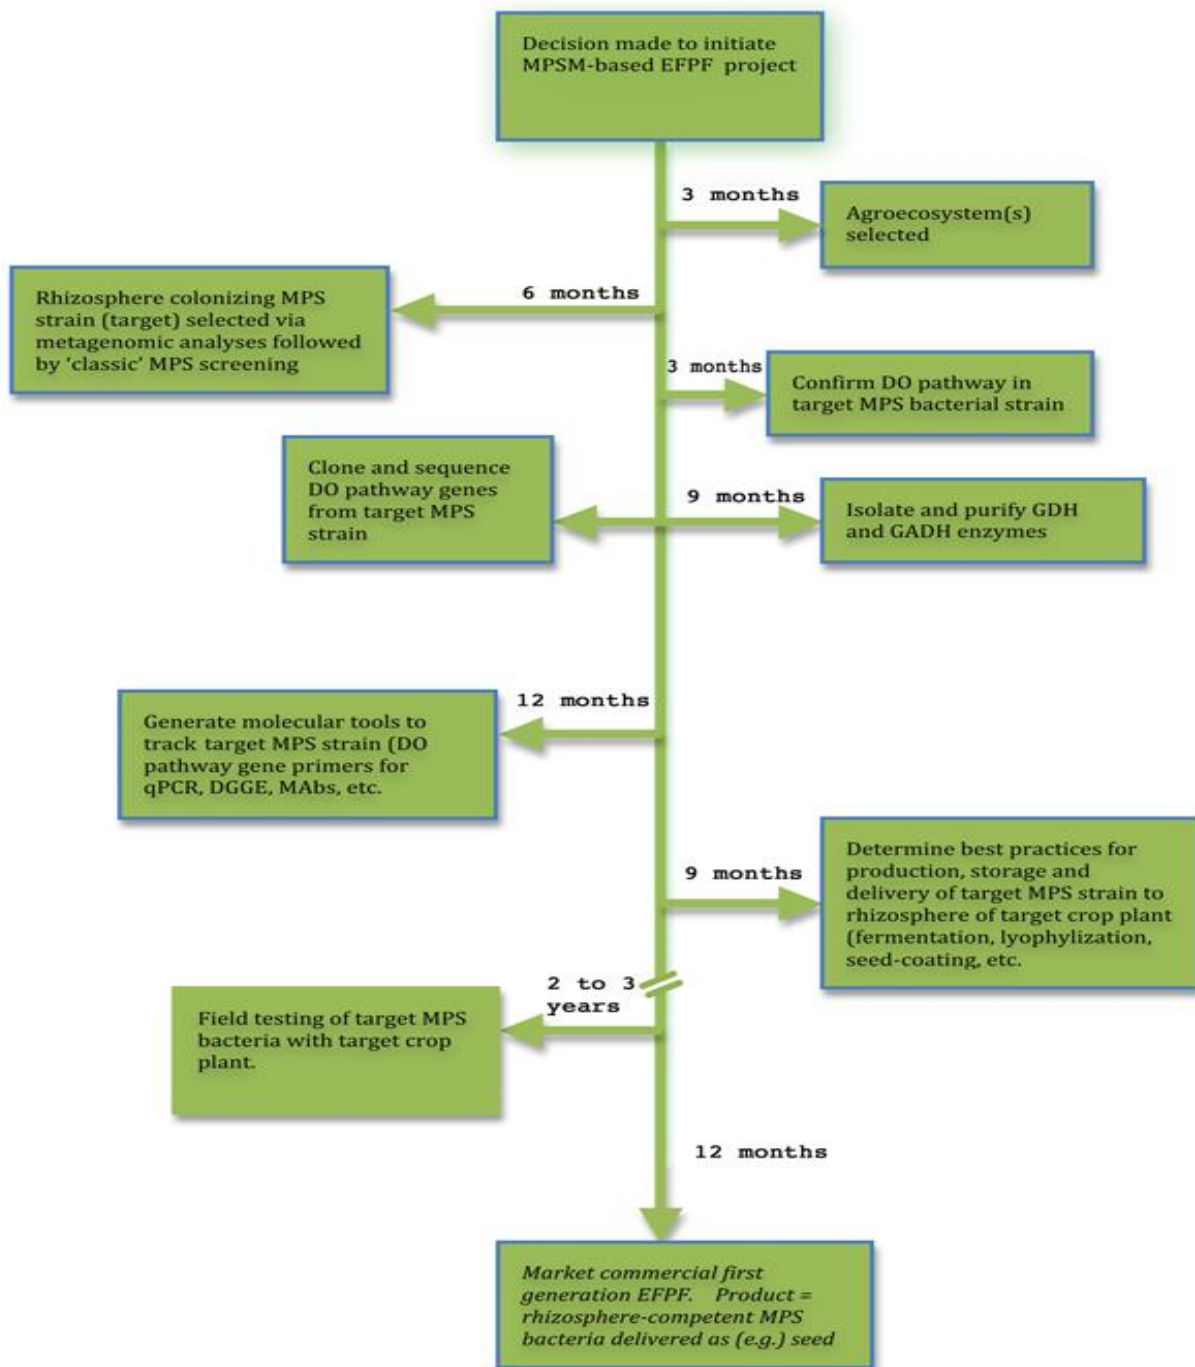 Decision made to initiate
MPSM-based EFPF project
3 months
Agroecosystem(s)
selected
6 months
Rhizosphere colonizing MPS
strain (target) selected via
metagenomic analyses followed
by ‘classic’ MPS screening
3 months
Confirm DO pathway in
target MPS bacterial strain
Clone and sequence
DO pathway genes
from target MPS
strain
9 months
Isolate and purify GDH
and GADH enzymes
12 months
Generate molecular tools to
track target MPS strain (DO
pathway gene primers for
qPCR, DGGE, MAbs, etc.
9 months
Determine best practices for
production, storage and
delivery of target MPS strain to
rhizosphere of target crop plant
(fermentation, lyophylization,
seed-coating, etc.
2 to 3
years
Field testing of target MPS
bacteria with target crop
plant.
12 months
Market commercial first
generation EFPF. Product =
rhizosphere-competent MPS
bacteria delivered as (e.g.) seed